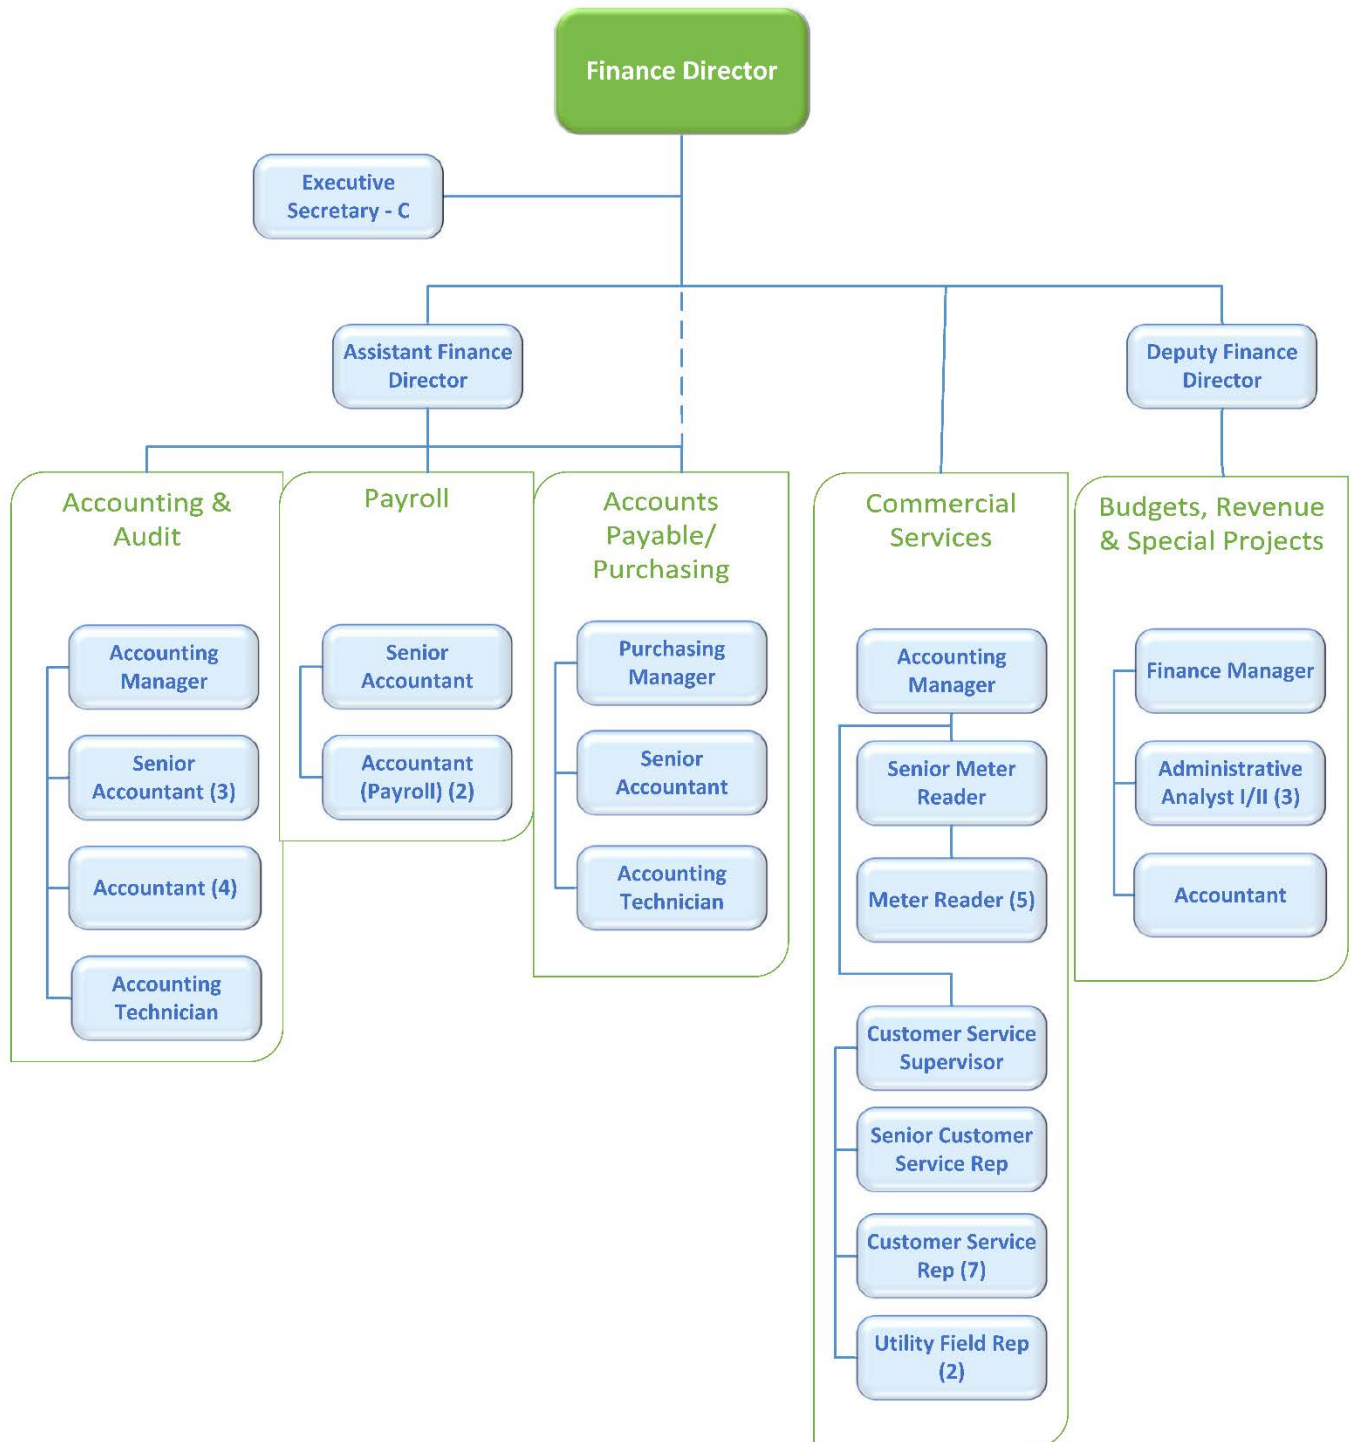 Finance Director
Executive
Secretary - C
Assistant Finance
Director
Deputy Finance
Director
Accounting &
Audit
Accounting
Manager
Senior
Accountant (3)
Accountant (4)
Accounting
Technician
Payroll
Senior
Accountant
Accountant
(Payroll) (2)
Accounts
Payable/
Purchasing
Purchasing
Manager
Senior
Accountant
Accounting
Technician
Commercial
Services
Accounting
Manager
Senior Meter
Reader
Meter Reader (5)
Customer Service
Supervisor
Senior Customer
Service Rep
Customer Service
Rep (7)
Utility Field Rep
(2)
Budgets, Revenue
& Special Projects
Finance Manager
Administrative
Analyst I/II (3)
Accountant